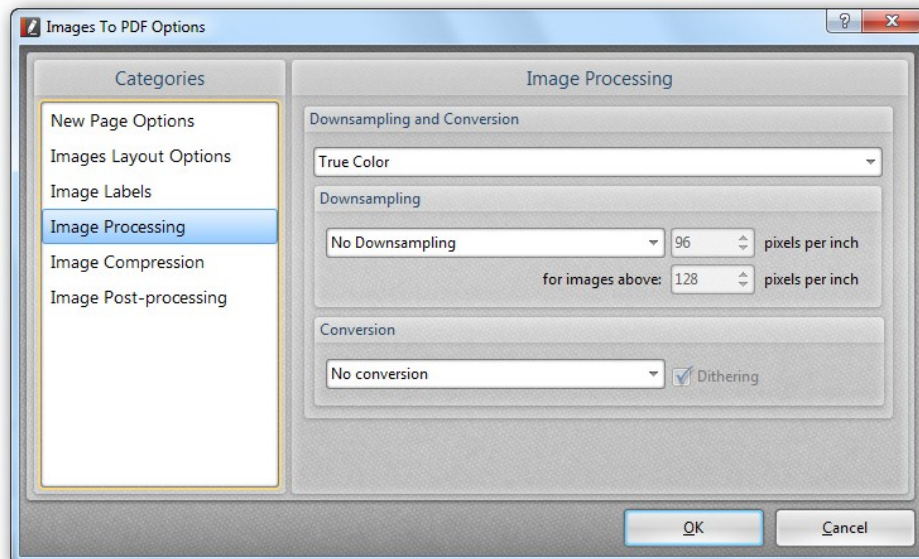 Images To PDF Options
?
Categories
New Page Options
Images Layout Options
Image Labels
Image Processing
Image Compression
Image Post-processing
Image Processing
Downsampling and Conversion
True Color
Downsampling
No Downsampling 96 pixels per inch
for images above: 128 pixels per inch
Conversion
No conversion Dithering
OK Cancel